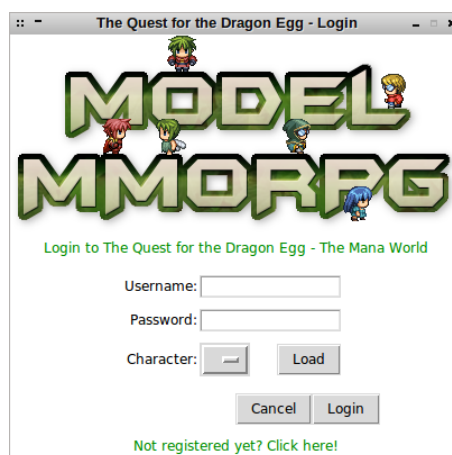 The Quest for the Dragon Egg - Login
MODEL
MMORPG
Login to The Quest for the Dragon Egg - The Mana World
Username:
Password:
Character:
Load
Cancel
Login
Not registered yet? Click here!